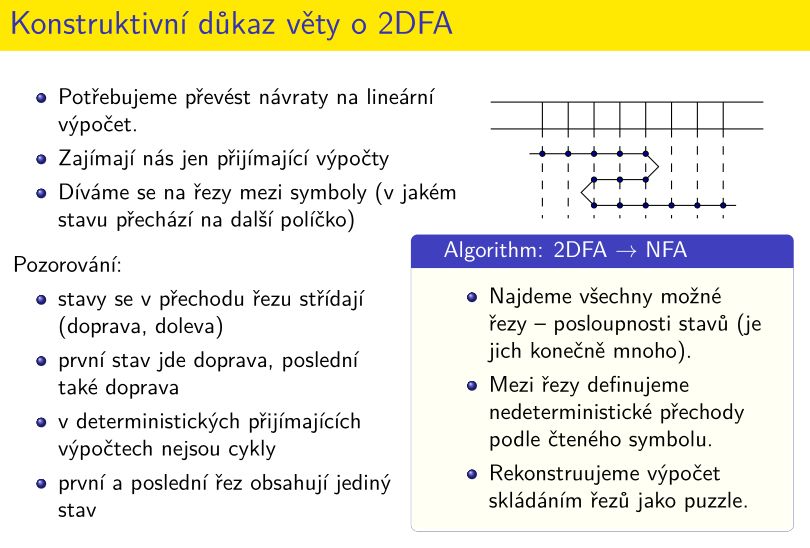 Konstruktivní důkaz věty o 2DFA
Potřebujeme převést návraty na lineární
výpočet.
Zajímají nás jen přijímající výpočty
Díváme se na řezy mezi symboly (v jakém
stavu přechází na další políčko)
Pozorování:
stavy se v přechodu řezu střídají
(doprava, doleva)
první stav jde doprava, poslední
také doprava
v deterministických přijímajících
výpočtech nejsou cykly
první a poslední řez obsahují jediný
stav
Algorithm: 2DFA → NFA
Najdeme všechny možné
řezy – posloupnosti stavů (je
jich konečně mnoho).
Mezi řezy definujeme
nedeterministické přechody
podle čteného symbolu.
Rekonstruujeme výpočet
skládáním řezů jako puzzle.